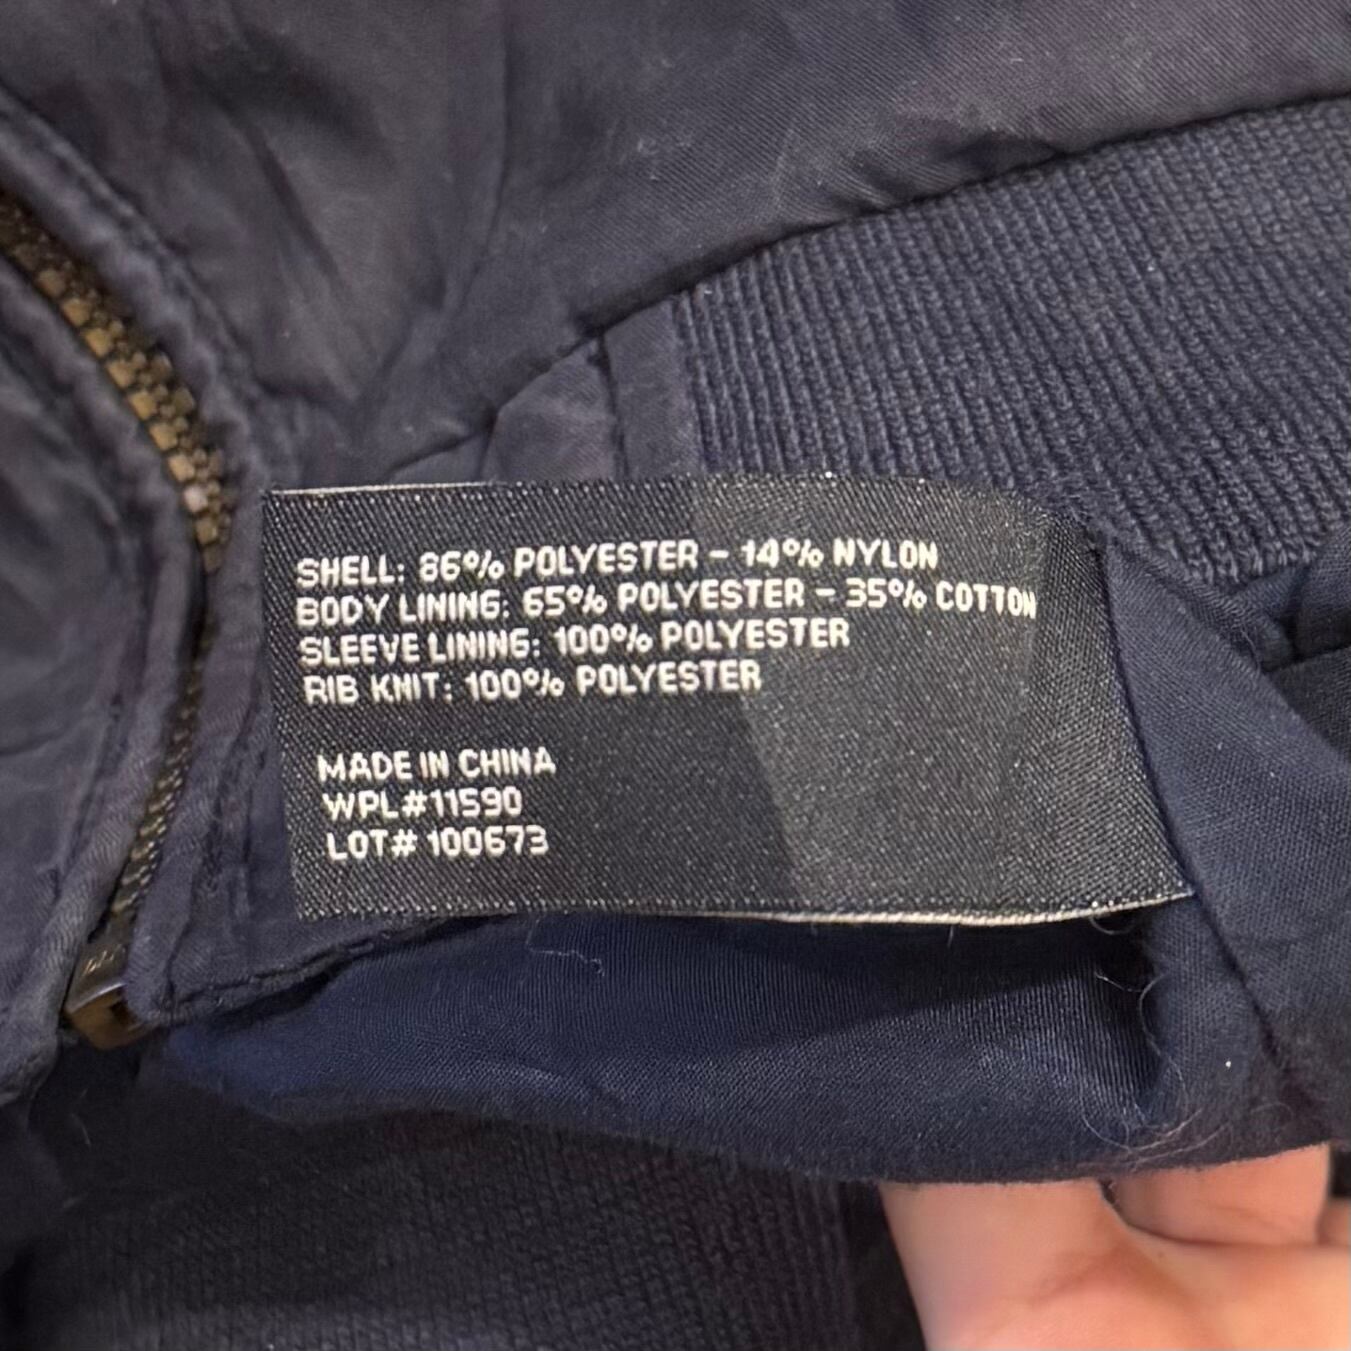 SHELL: 86% POLYESTER - 14% NYLON
BODY LINING: 65% POLYESTER - 35% COTTON
SLEEVE LINING: 100% POLYESTER
RIB KNIT: 100% POLYESTER
MADE IN CHINA
WPL#11590
LOT# 100673